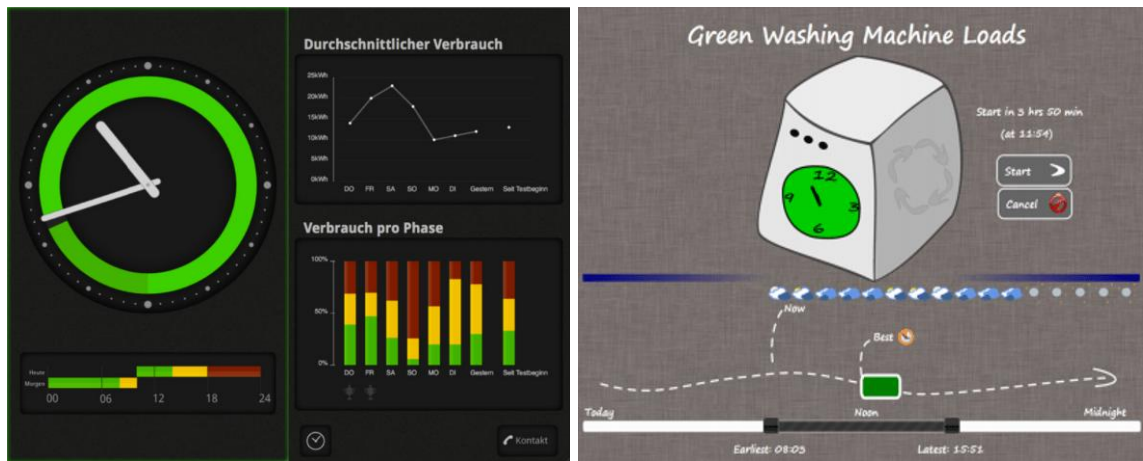 Durchschnittlicher Verbrauch
25kWh
20kWh
15kWh
10kWh
5kWh
0kWh
DO FR SA SO MO DI Gestern Seit Testbeginn
Verbrauch pro Phase
100%
50%
0%
DO FR SA SO MO DI Gestern Seit Testbeginn
Heute
Morgen
00 06 12 18 24
Kontakt
Green Washing Machine Loads
Start in 3 hrs 50 min
(at 11:54)
Start
Cancel
12
9 3
6
Now
Best
Today Noon Midnight
Earliest: 08:03 Latest: 15:51